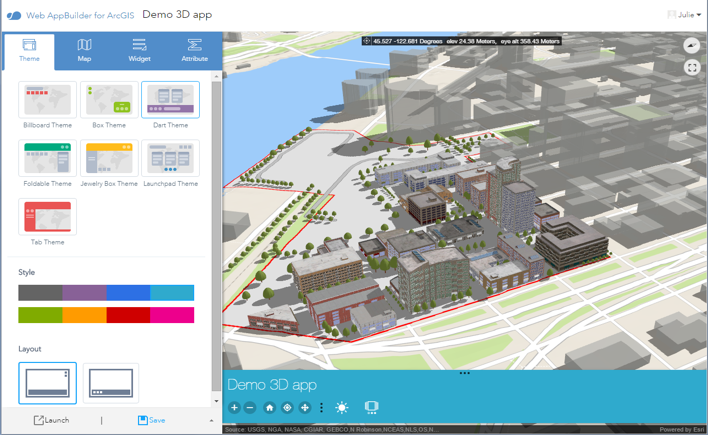 Web AppBuilder for ArcGIS Demo 3D app Julie
Theme Map Widget Attribute
45.527 -122.681 Degrees elev 24.38 Meters, eye alt 358.43 Meters
Billboard Theme Box Theme Dart Theme
Foldable Theme Jewelry Box Theme Launchpad Theme
Tab Theme
Style
Layout
Launch | Save
Demo 3D app
Source: USGS, NGA, NASA, CGIAR, GEBCO,N Robinson,NCEAS,NLS,OS,N... Powered by Esri